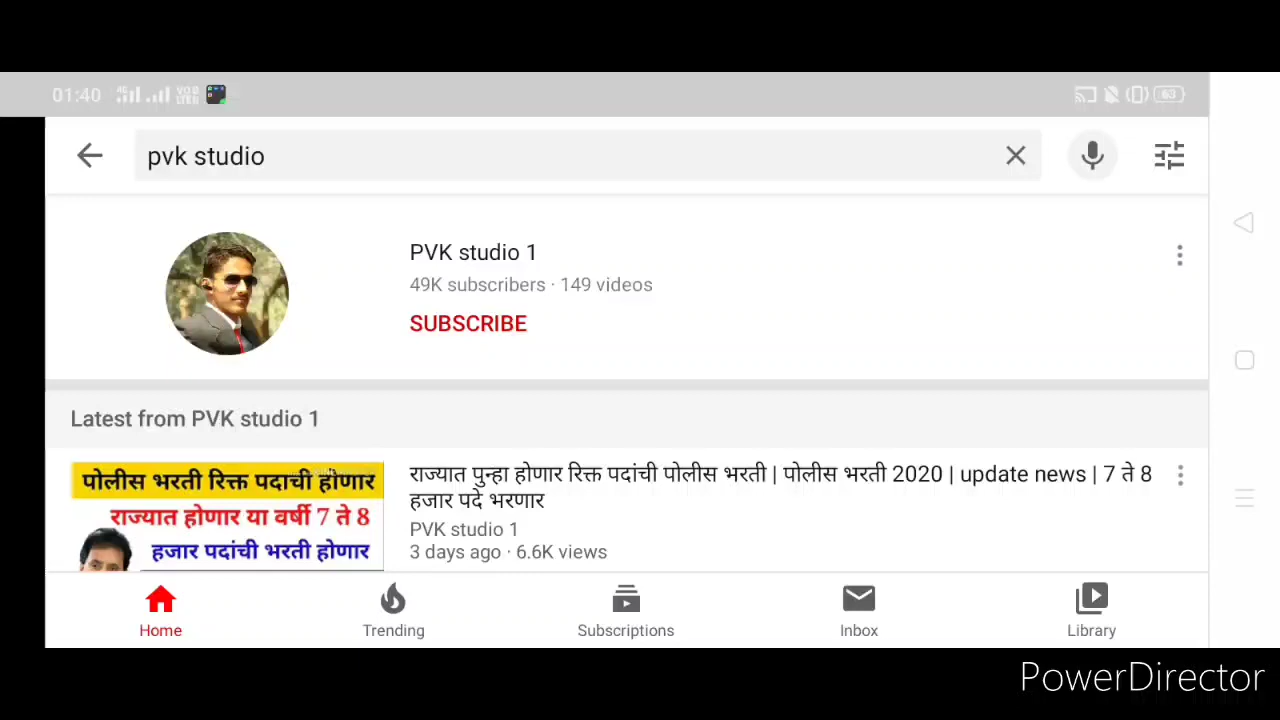 01:40
63
pvk studio
PVK studio 1
49K subscribers · 149 videos
SUBSCRIBE
Latest from PVK studio 1
पोलीस भरती रिक्त पदाची होणार
राज्यात होणार या वर्षी 7 ते 8
हजार पदांची भरती होणार
राज्यात पुन्हा होणार रिक्त पदांची पोलीस भरती | पोलीस भरती 2020 | update news | 7 ते 8
हजार पदे भरणार
PVK studio 1
3 days ago · 6.6K views
Home
Trending
Subscriptions
Inbox
Library
PowerDirector